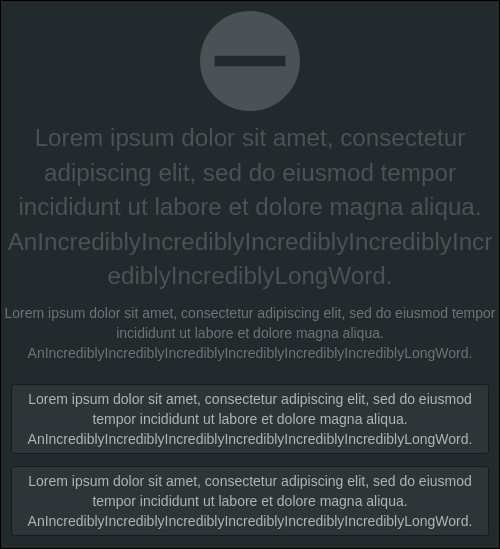 Lorem ipsum dolor sit amet, consectetur
adipiscing elit, sed do eiusmod tempor
incididunt ut labore et dolore magna aliqua.
AnIncrediblyIncrediblyIncrediblyIncrediblyIncr
ediblyIncrediblyLongWord.
Lorem ipsum dolor sit amet, consectetur adipiscing elit, sed do eiusmod tempor
incididunt ut labore et dolore magna aliqua.
AnIncrediblyIncrediblyIncrediblyIncrediblyIncrediblyIncrediblyLongWord.
Lorem ipsum dolor sit amet, consectetur adipiscing elit, sed do eiusmod
tempor incididunt ut labore et dolore magna aliqua.
AnIncrediblyIncrediblyIncrediblyIncrediblyIncrediblyIncrediblyLongWord.
Lorem ipsum dolor sit amet, consectetur adipiscing elit, sed do eiusmod
tempor incididunt ut labore et dolore magna aliqua.
AnIncrediblyIncrediblyIncrediblyIncrediblyIncrediblyIncrediblyLongWord.